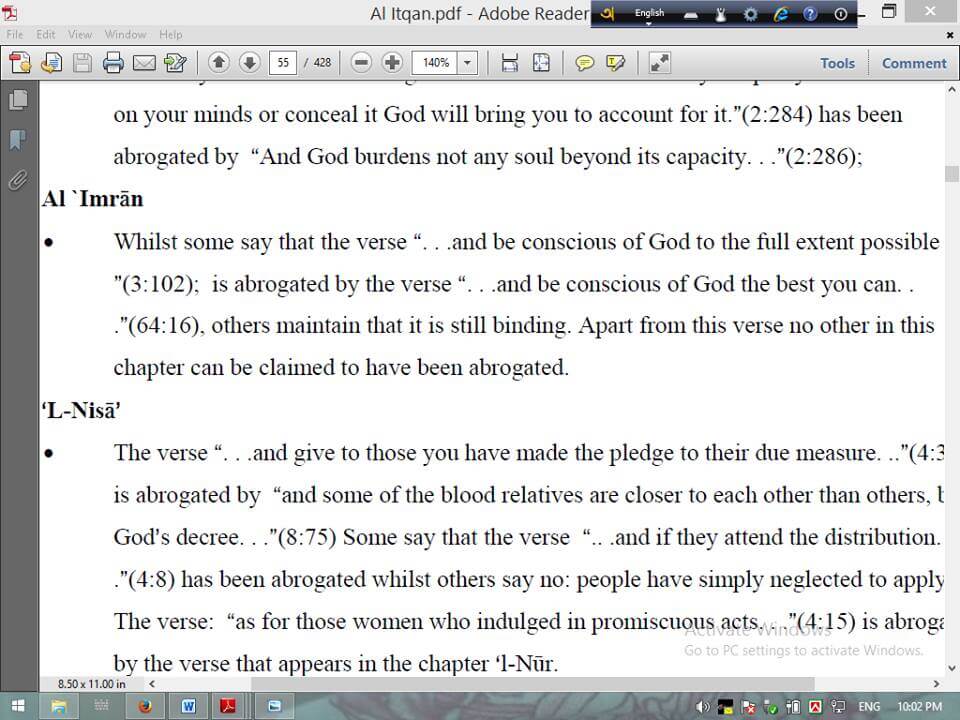 Al Itqan.pdf - Adobe Reader
English
File Edit View Window Help
55 / 428
140%
Tools
Comment
on your minds or conceal it God will bring you to account for it.”(2:284) has been
abrogated by “And God burdens not any soul beyond its capacity. . .”(2:286);
Al `Imrān
• Whilst some say that the verse “. . .and be conscious of God to the full extent possible
”(3:102); is abrogated by the verse “. . .and be conscious of God the best you can. .
.”(64:16), others maintain that it is still binding. Apart from this verse no other in this
chapter can be claimed to have been abrogated.
‘L-Nisā’
• The verse “. . .and give to those you have made the pledge to their due measure. ..”(4:3
is abrogated by “and some of the blood relatives are closer to each other than others, b
God’s decree. . .”(8:75) Some say that the verse “.. .and if they attend the distribution.
.”(4:8) has been abrogated whilst others say no: people have simply neglected to apply
The verse: “as for those women who indulged in promiscuous acts. . .”(4:15) is abroga
by the verse that appears in the chapter ‘l-Nūr.
Activate Windows
Go to PC settings to activate Windows.
8.50 x 11.00 in
ENG
10:02 PM